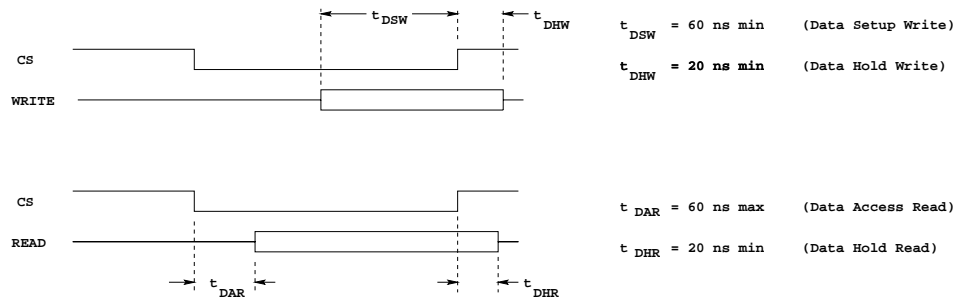 t DSW t DHW t DSW = 60 ns min (Data Setup Write)
CS t DHW = 20 ns min (Data Hold Write)
WRITE
CS t DAR = 60 ns max (Data Access Read)
READ t DHR = 20 ns min (Data Hold Read)
t DAR t DHR